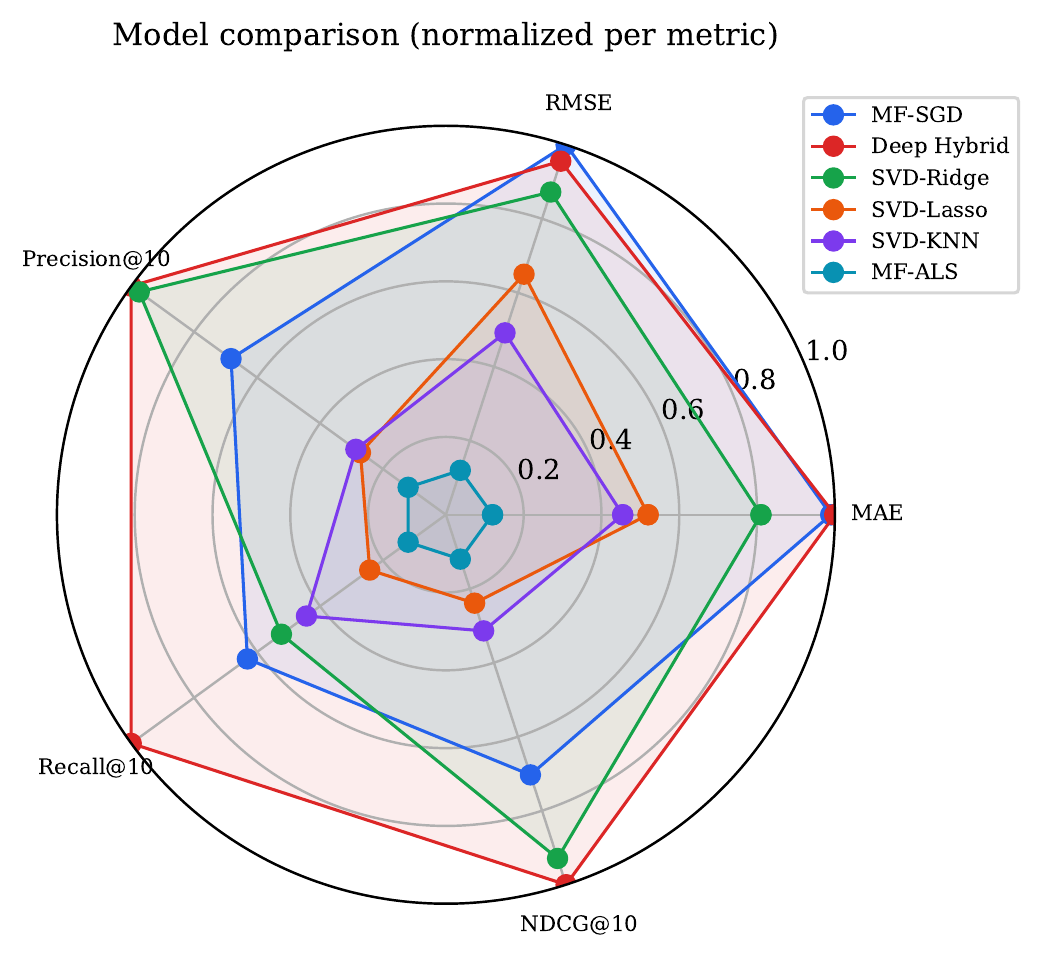 Model comparison (normalized per metric)
RMSE
MF-SGD
Deep Hybrid
SVD-Ridge
SVD-Lasso
SVD-KNN
MF-ALS
Precision@10
1.0
0.8
0.6
0.4
0.2
MAE
Recall@10
NDCG@10